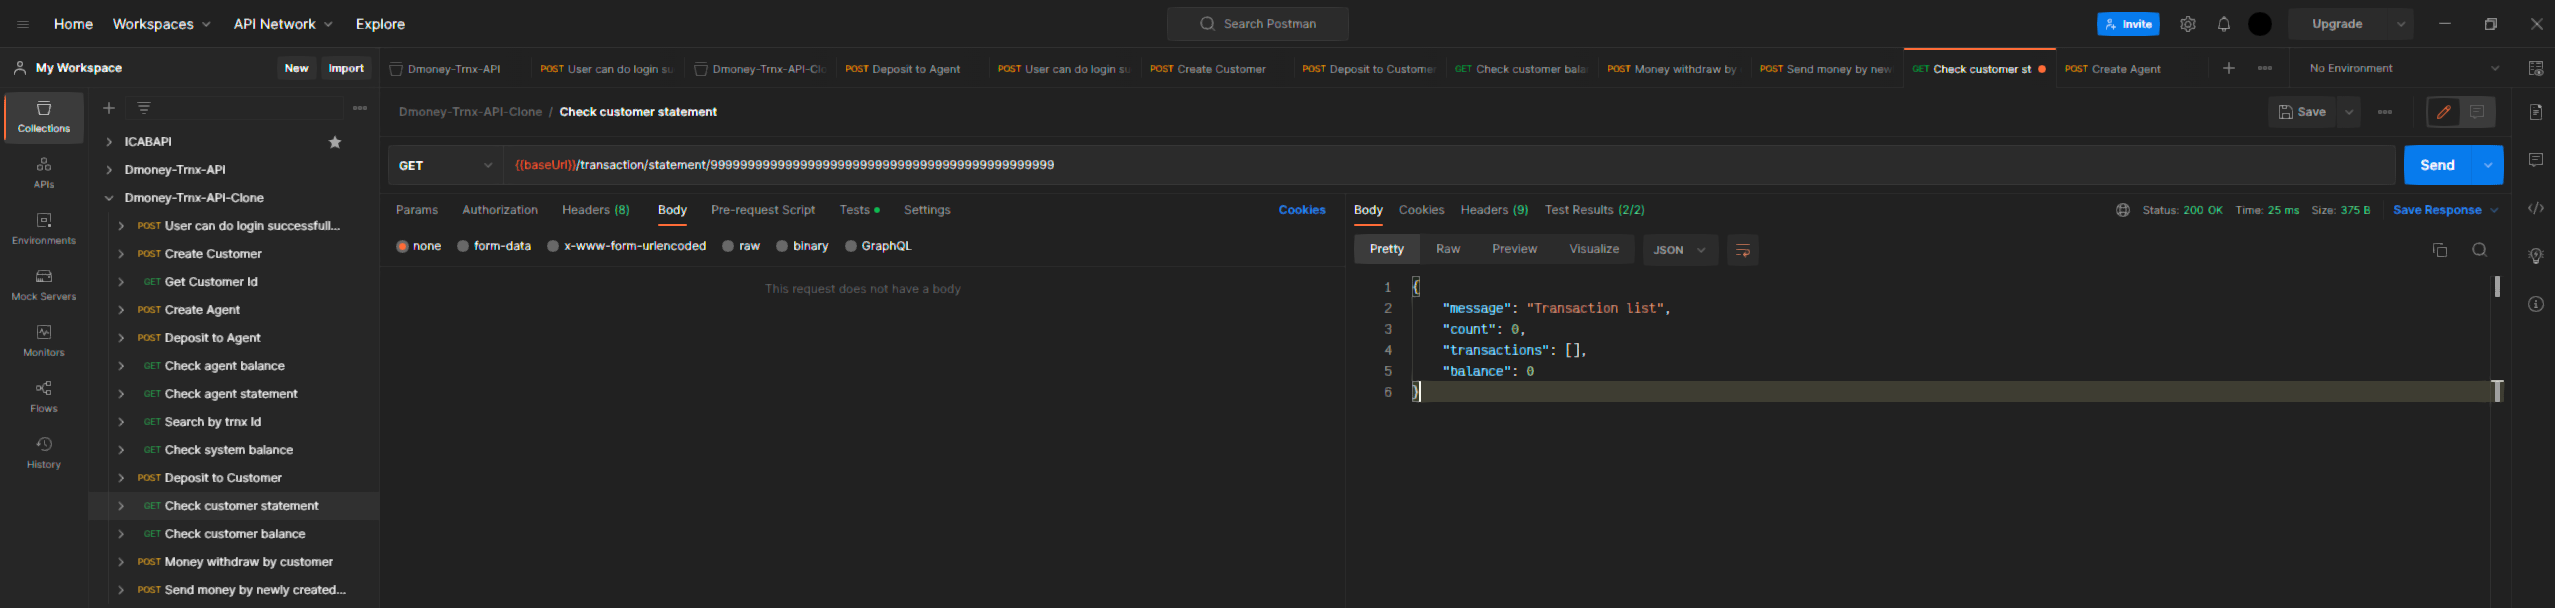 Home Workspaces API Network Explore Search Postman Invite Upgrade
My Workspace New Import Dmoney-Trnx-API POST User can do login su Dmoney-Trnx-API-Clo POST Deposit to Agent POST User can do login su POST Create Customer POST Deposit to Custome GET Check customer bala POST Money withdraw by POST Send money by new GET Check customer st POST Create Agent No Environment
Dmoney-Trnx-API-Clone / Check customer statement Save
Collections
APIs
Environments
Mock Servers
Monitors
Flows
History
ICABAPI
Dmoney-Trnx-API
Dmoney-Trnx-API-Clone
POST User can do login successfull...
POST Create Customer
GET Get Customer Id
POST Create Agent
POST Deposit to Agent
GET Check agent balance
GET Check agent statement
GET Search by trnx Id
GET Check system balance
POST Deposit to Customer
GET Check customer statement
GET Check customer balance
POST Money withdraw by customer
POST Send money by newly created...
GET {{baseUrl}}/transaction/statement/ Send
Params Authorization Headers (8) Body Pre-request Script Tests Settings Cookies
none form-data x-www-form-urlencoded raw binary GraphQL
This request does not have a body
Body Cookies Headers (9) Test Results (2/2) Status: 200 OK Time: 25 ms Size: 375 B Save Response
Pretty Raw Preview Visualize JSON
1 {
2 "message": "Transaction list",
3 "count": 0,
4 "transactions": [],
5 "balance": 0
6 }